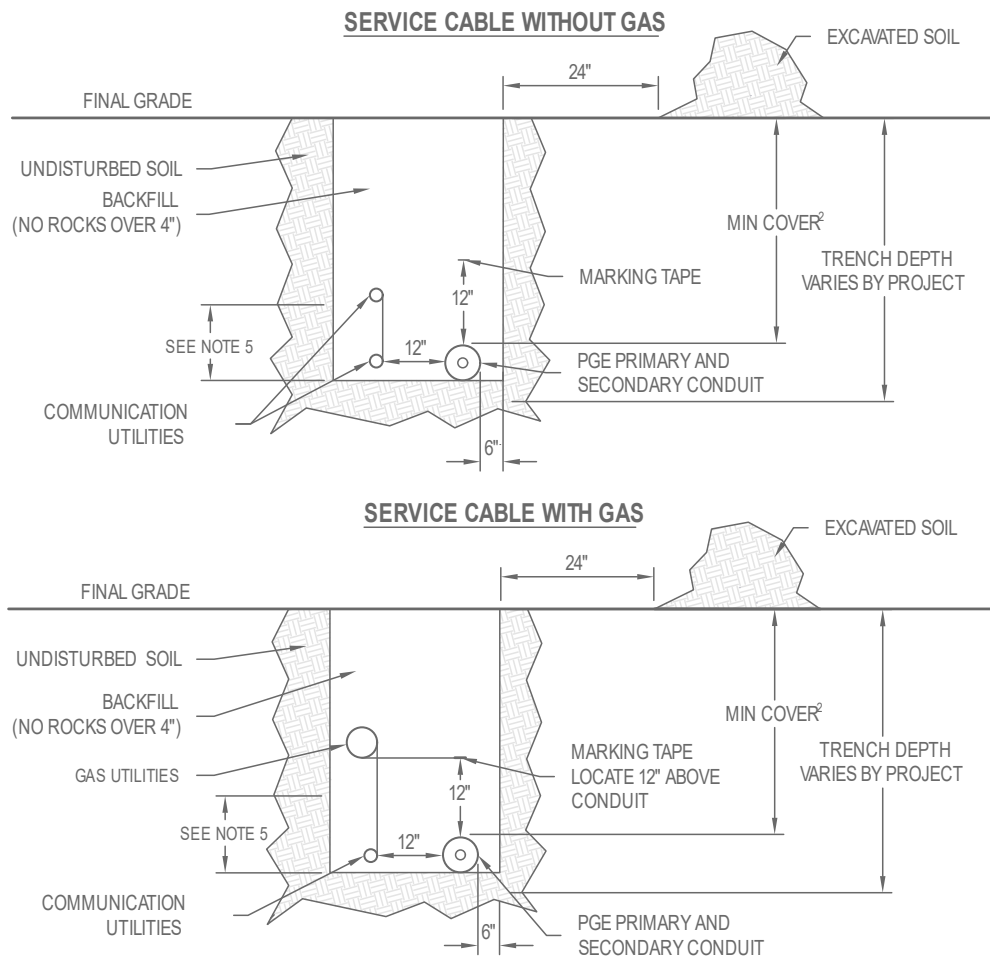 SERVICE CABLE WITHOUT GAS
EXCAVATED SOIL
24"
FINAL GRADE
UNDISTURBED SOIL
BACKFILL
(NO ROCKS OVER 4")
MIN COVER²
TRENCH DEPTH
VARIES BY PROJECT
MARKING TAPE
12"
SEE NOTE 5
12"
PGE PRIMARY AND
SECONDARY CONDUIT
COMMUNICATION
UTILITIES
6"
SERVICE CABLE WITH GAS
EXCAVATED SOIL
24"
FINAL GRADE
UNDISTURBED SOIL
BACKFILL
(NO ROCKS OVER 4")
MIN COVER²
GAS UTILITIES
MARKING TAPE
LOCATE 12" ABOVE
CONDUIT
TRENCH DEPTH
VARIES BY PROJECT
12"
SEE NOTE 5
12"
COMMUNICATION
UTILITIES
6"
PGE PRIMARY AND
SECONDARY CONDUIT